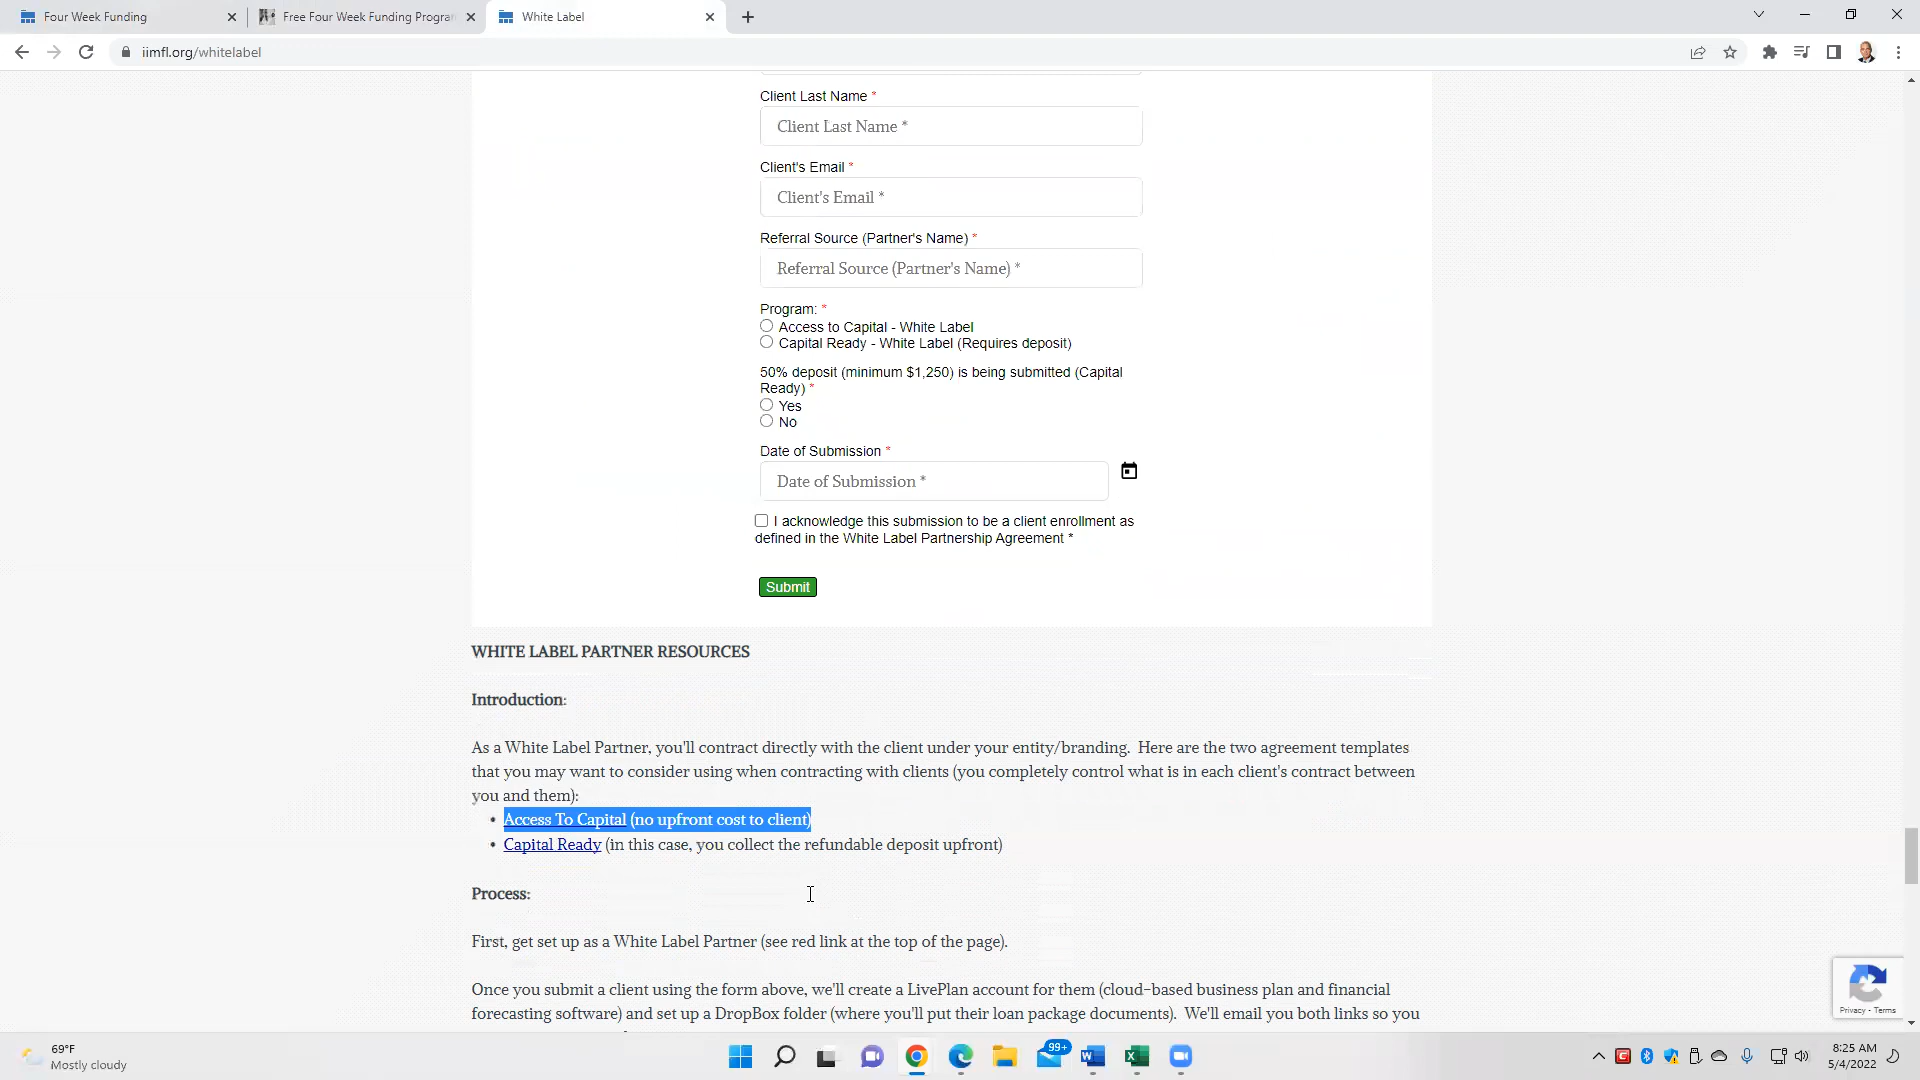 Four Week Funding
Free Four Week Funding Progra
White Label
iimfl.org/whitelabel
Client Last Name *
Client Last Name *
Client's Email *
Client's Email *
Referral Source (Partner's Name) *
Referral Source (Partner's Name) *
Program: *
Access to Capital - White Label
Capital Ready - White Label (Requires deposit)
50% deposit (minimum $1,250) is being submitted (Capital
Ready) *
Yes
No
Date of Submission *
Date of Submission *
I acknowledge this submission to be a client enrollment as
defined in the White Label Partnership Agreement *
Submit
WHITE LABEL PARTNER RESOURCES
Introduction:
As a White Label Partner, you'll contract directly with the client under your entity/branding. Here are the two agreement templates
that you may want to consider using when contracting with clients (you completely control what is in each client's contract between
you and them):
• Access To Capital (no upfront cost to client)
• Capital Ready (in this case, you collect the refundable deposit upfront)
Process:
First, get set up as a White Label Partner (see red link at the top of the page).
Once you submit a client using the form above, we'll create a LivePlan account for them (cloud-based business plan and financial
forecasting software) and set up a DropBox folder (where you'll put their loan package documents). We'll email you both links so you
Privacy - Terms
69°F
Mostly cloudy
99+
8:25 AM
5/4/2022